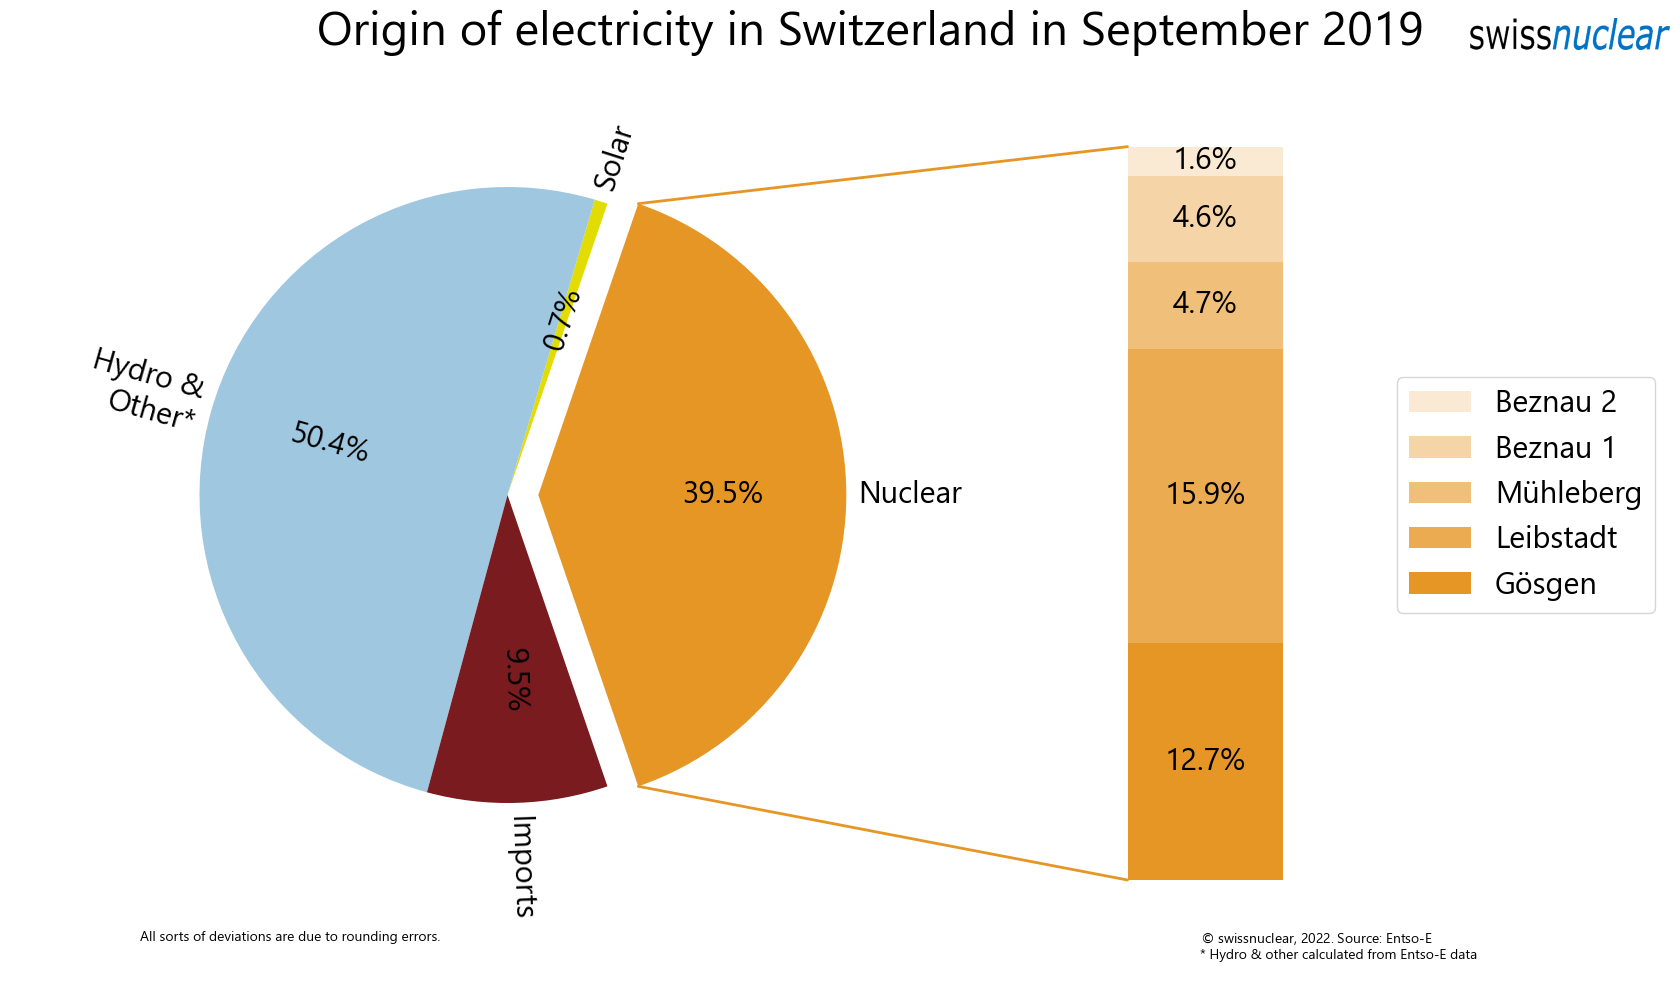 Origin of electricity in Switzerland in September 2019
swissnuclear
Solar
0.7%
Hydro &
Other*
50.4%
39.5%
Nuclear
9.5%
Imports
1.6%
4.6%
4.7%
15.9%
12.7%
Beznau 2
Beznau 1
Mühleberg
Leibstadt
Gösgen
All sorts of deviations are due to rounding errors.
© swissnuclear, 2022. Source: Entso-E
* Hydro & other calculated from Entso-E data